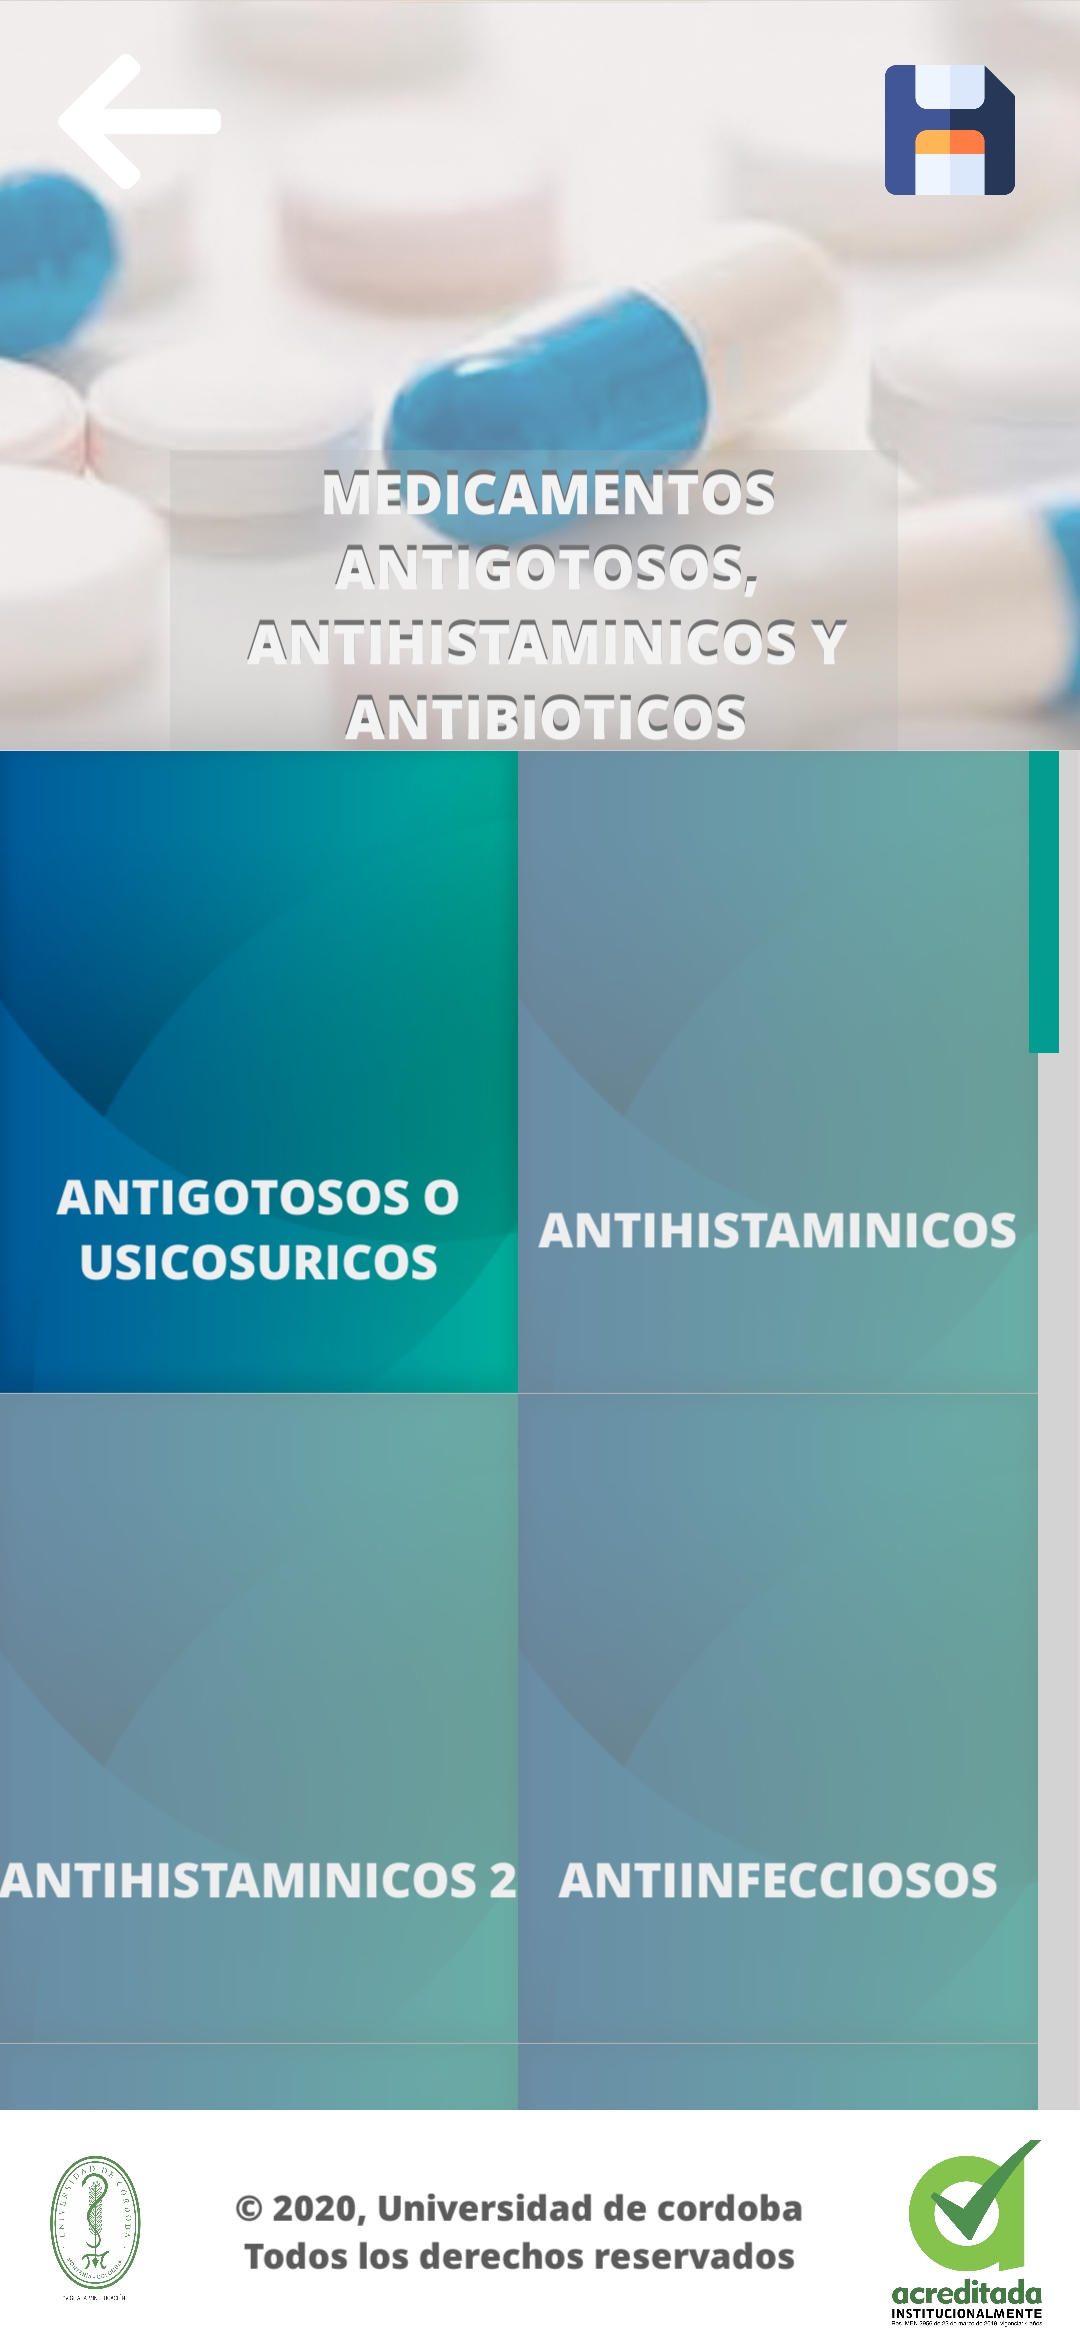 MEDICAMENTOS
ANTIGOTOSOS,
ANTIHISTAMINICOS Y
ANTIBIOTICOS
ANTIGOTOSOS O
USICOSURICOS
ANTIHISTAMINICOS
ANTIHISTAMINICOS 2
ANTIINFECCIOSOS
UNIVERSIDAD DE CORDOBA
© 2020, Universidad de cordoba
Todos los derechos reservados
acreditada
INSTITUCIONALMENTE